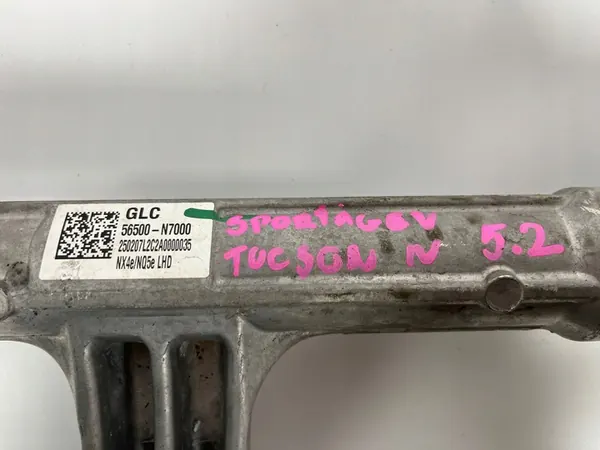 GLC
56500-N7000
250207L2C2A0000035
NX4e/NQ5e LHD
SPORTAGE V
TUCSON N 5.2